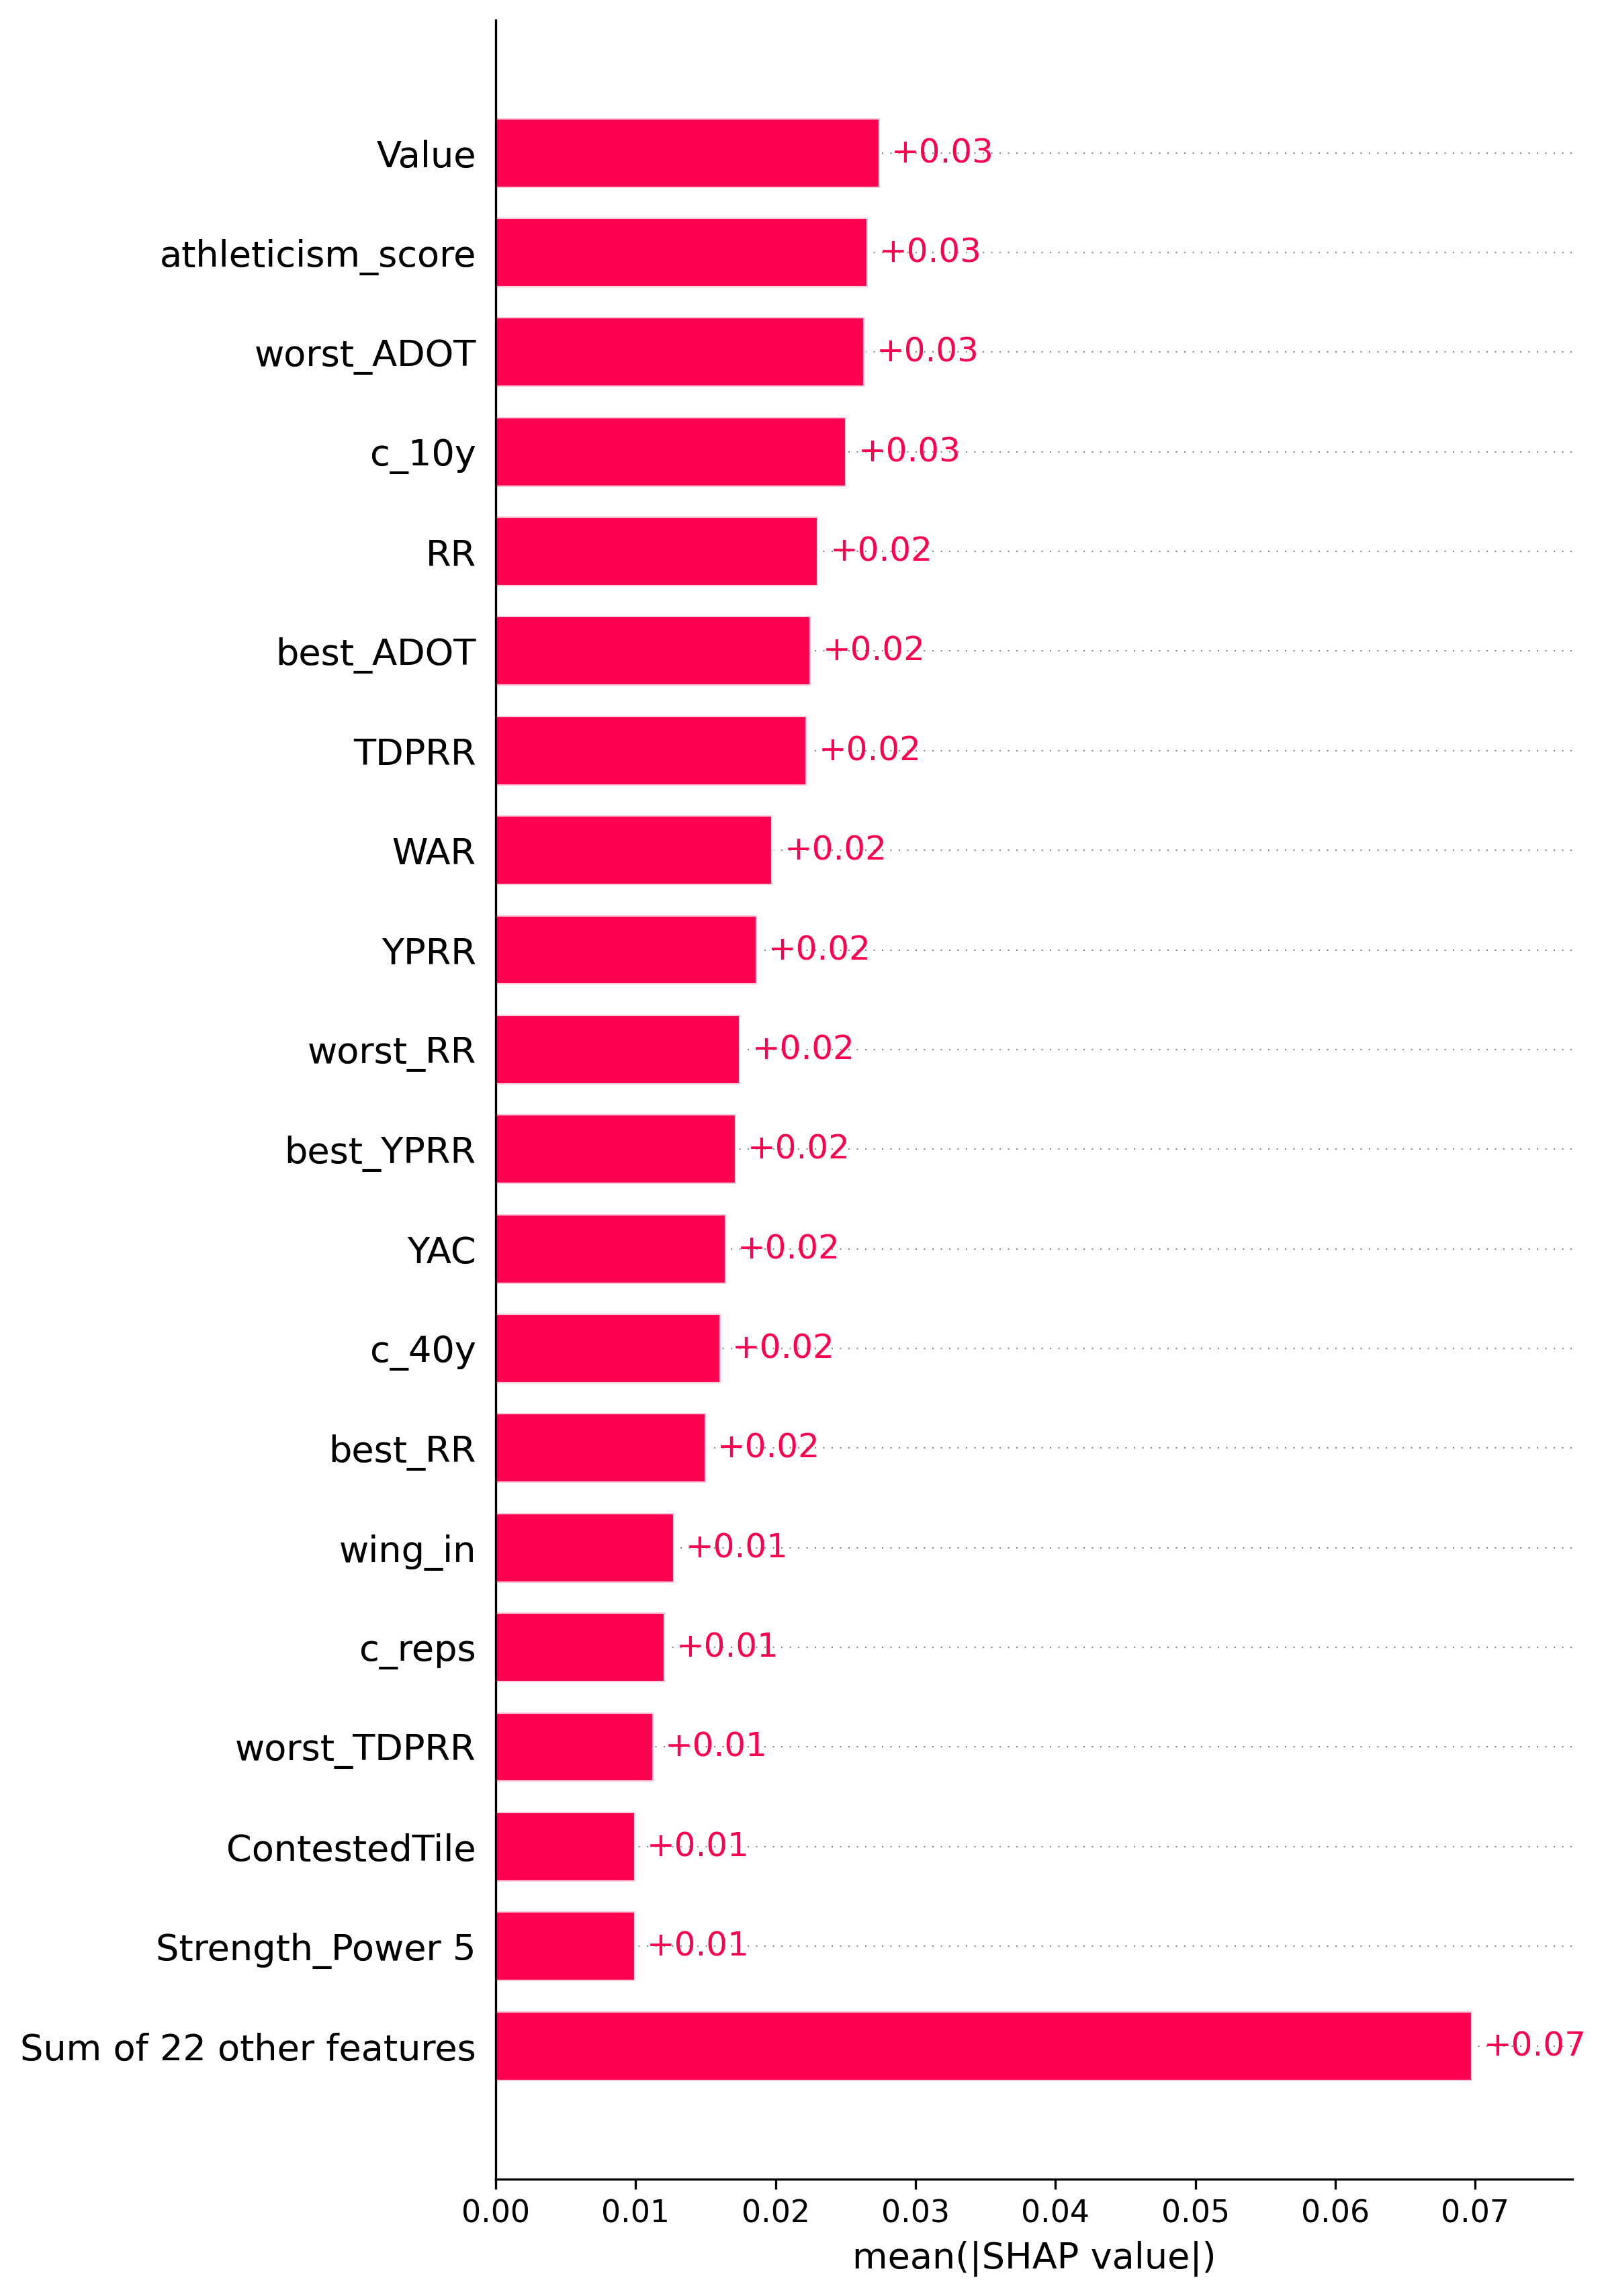 Value +0.03
athleticism_score +0.03
worst_ADOT +0.03
c_10y +0.03
RR +0.02
best_ADOT +0.02
TDPRR +0.02
WAR +0.02
YPRR +0.02
worst_RR +0.02
best_YPRR +0.02
YAC +0.02
c_40y +0.02
best_RR +0.02
wing_in +0.01
c_reps +0.01
worst_TDPRR +0.01
ContestedTile +0.01
Strength_Power 5 +0.01
Sum of 22 other features +0.07
0.00 0.01 0.02 0.03 0.04 0.05 0.06 0.07
mean(|SHAP value|)